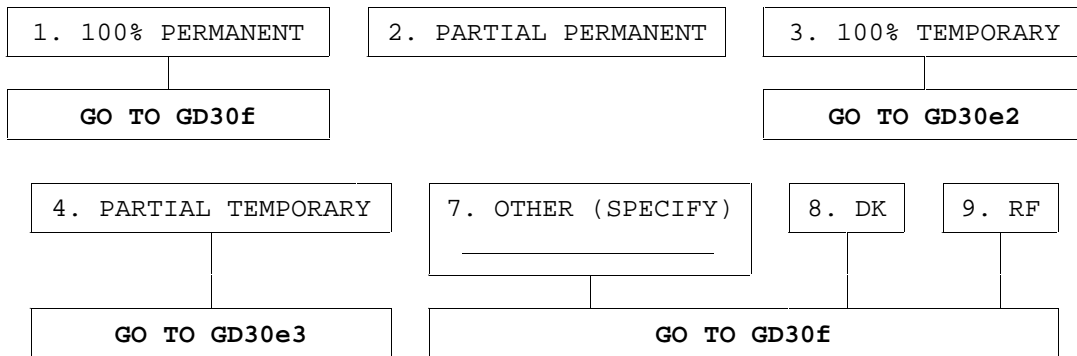 1. 100% PERMANENT
2. PARTIAL PERMANENT
3. 100% TEMPORARY
GO TO GD30f
GO TO GD30e2
4. PARTIAL TEMPORARY
7. OTHER (SPECIFY)
8. DK
9. RF
GO TO GD30e3
GO TO GD30f